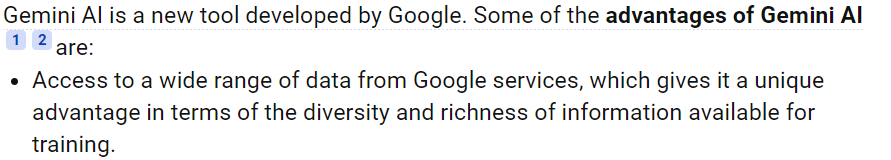 Gemini AI is a new tool developed by Google. Some of the advantages of Gemini AI
1 2 are:
• Access to a wide range of data from Google services, which gives it a unique
advantage in terms of the diversity and richness of information available for
training.